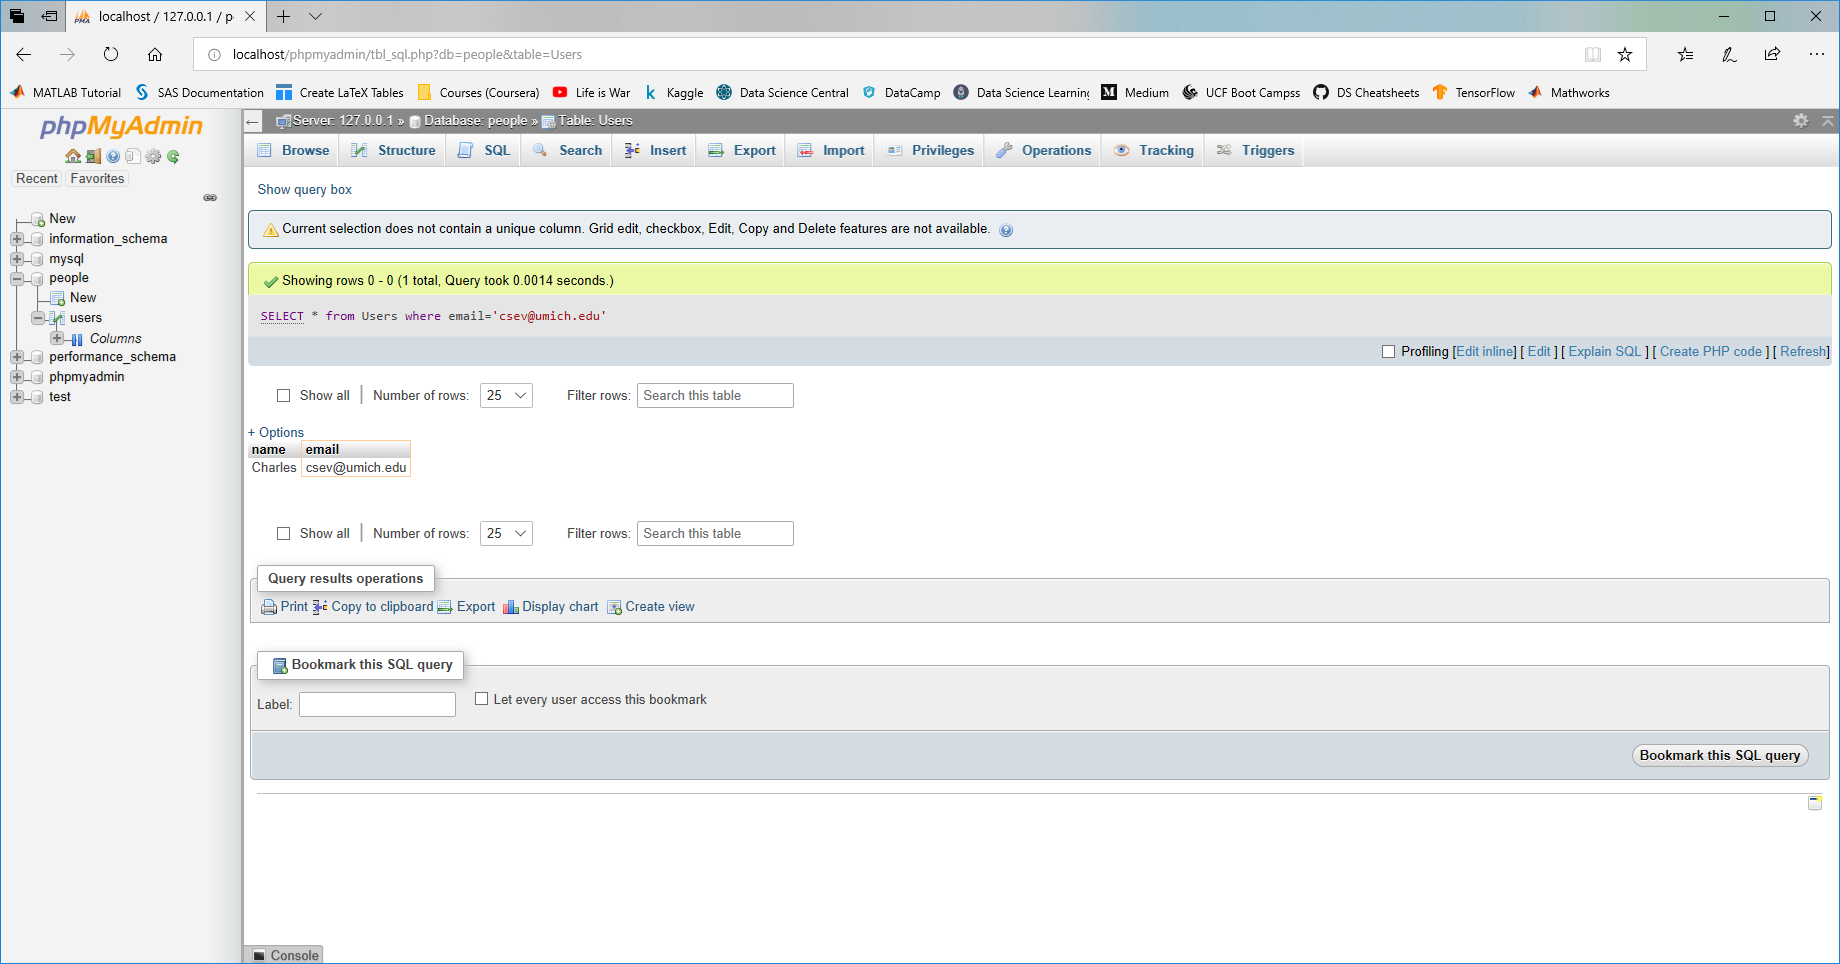 localhost / 127.0.0.1 / p
localhost/phpmyadmin/tbl_sql.php?db=people&table=Users
MATLAB Tutorial SAS Documentation Create LaTeX Tables Courses (Coursera) Life is War Kaggle Data Science Central DataCamp Data Science Learning Medium UCF Boot Campss DS Cheatsheets TensorFlow Mathworks
phpMyAdmin
Recent Favorites
New
information_schema
mysql
people
New
users
Columns
performance_schema
phpmyadmin
test
Server: 127.0.0.1 » Database: people » Table: Users
Browse Structure SQL Search Insert Export Import Privileges Operations Tracking Triggers
Show query box
Current selection does not contain a unique column. Grid edit, checkbox, Edit, Copy and Delete features are not available.
Showing rows 0 - 0 (1 total, Query took 0.0014 seconds.)
SELECT * from Users where email='csev@umich.edu'
Profiling [Edit inline] [ Edit ] [ Explain SQL ] [ Create PHP code ] [ Refresh]
Show all | Number of rows: 25 Filter rows: Search this table
+ Options
name email
Charles csev@umich.edu
Show all | Number of rows: 25 Filter rows: Search this table
Query results operations
Print Copy to clipboard Export Display chart Create view
Bookmark this SQL query
Label: Let every user access this bookmark
Bookmark this SQL query
Console